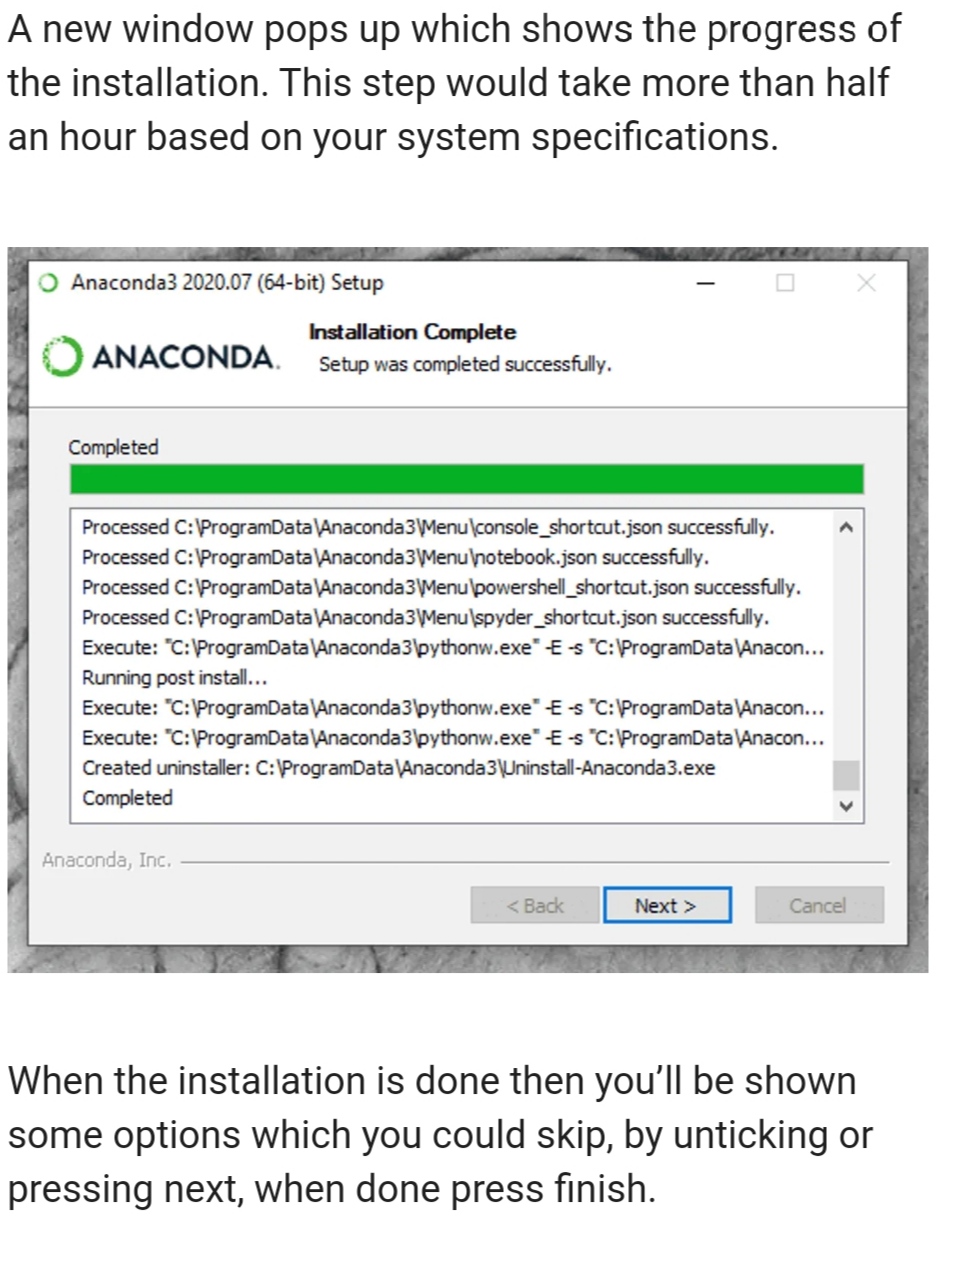 A new window pops up which shows the progress of
the installation. This step would take more than half
an hour based on your system specifications.
Anaconda3 2020.07 (64-bit) Setup
ANACONDA.
Installation Complete
Setup was completed successfully.
Completed
Processed C:\ProgramData\Anaconda3\Menu\console_shortcut.json successfully.
Processed C:\ProgramData\Anaconda3\Menu\notebook.json successfully.
Processed C:\ProgramData\Anaconda3\Menu\powershell_shortcut.json successfully.
Processed C:\ProgramData\Anaconda3\Menu\spyder_shortcut.json successfully.
Execute: "C:\ProgramData\Anaconda3\pythonw.exe" -E -s "C:\ProgramData\Anacon...
Running post install...
Execute: "C:\ProgramData\Anaconda3\pythonw.exe" -E -s "C:\ProgramData\Anacon...
Execute: "C:\ProgramData\Anaconda3\pythonw.exe" -E -s "C:\ProgramData\Anacon...
Created uninstaller: C:\ProgramData\Anaconda3\Uninstall-Anaconda3.exe
Completed
Anaconda, Inc.
< Back Next > Cancel
When the installation is done then you’ll be shown
some options which you could skip, by unticking or
pressing next, when done press finish.